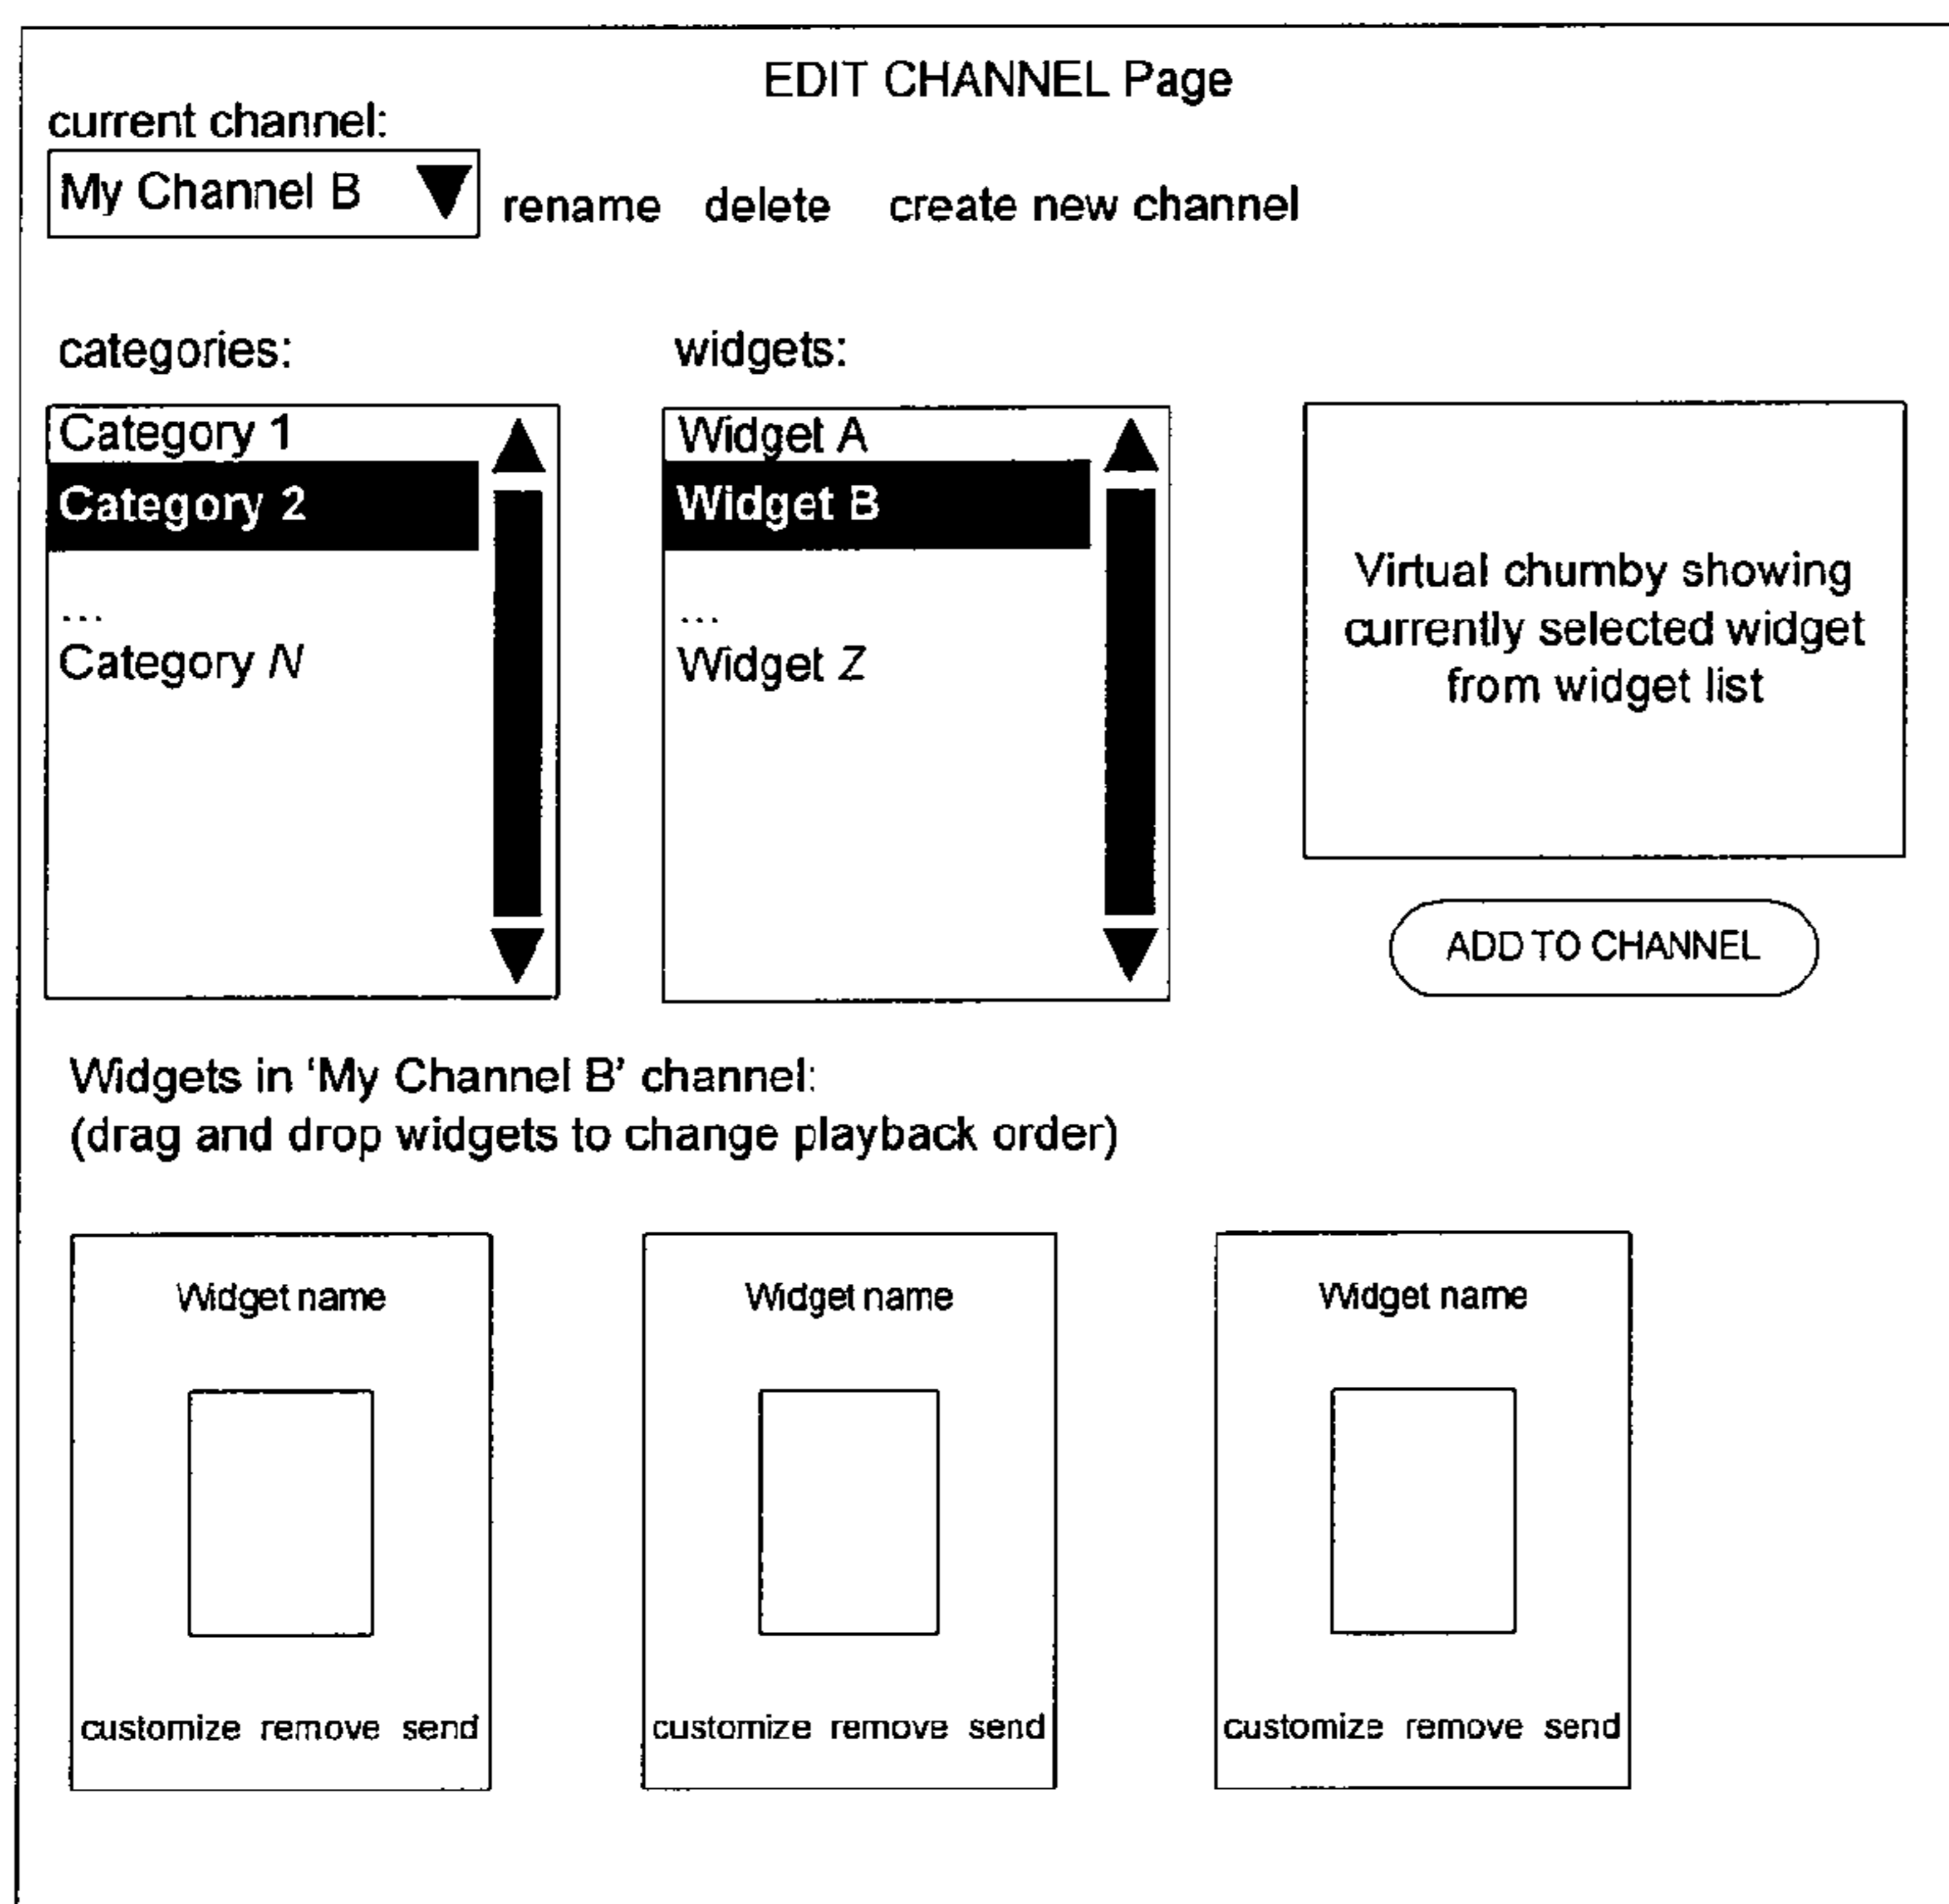 EDIT CHANNEL Page
current channel:
My Channel B
rename delete create new channel
categories:
Category 1
Category 2
...
Category N
widgets:
Widget A
Widget B
...
Widget Z
Virtual chumby showing
currently selected widget
from widget list
ADD TO CHANNEL
Widgets in ‘My Channel B’ channel:
(drag and drop widgets to change playback order)
Widget name
customize remove send
Widget name
customize remove send
Widget name
customize remove send